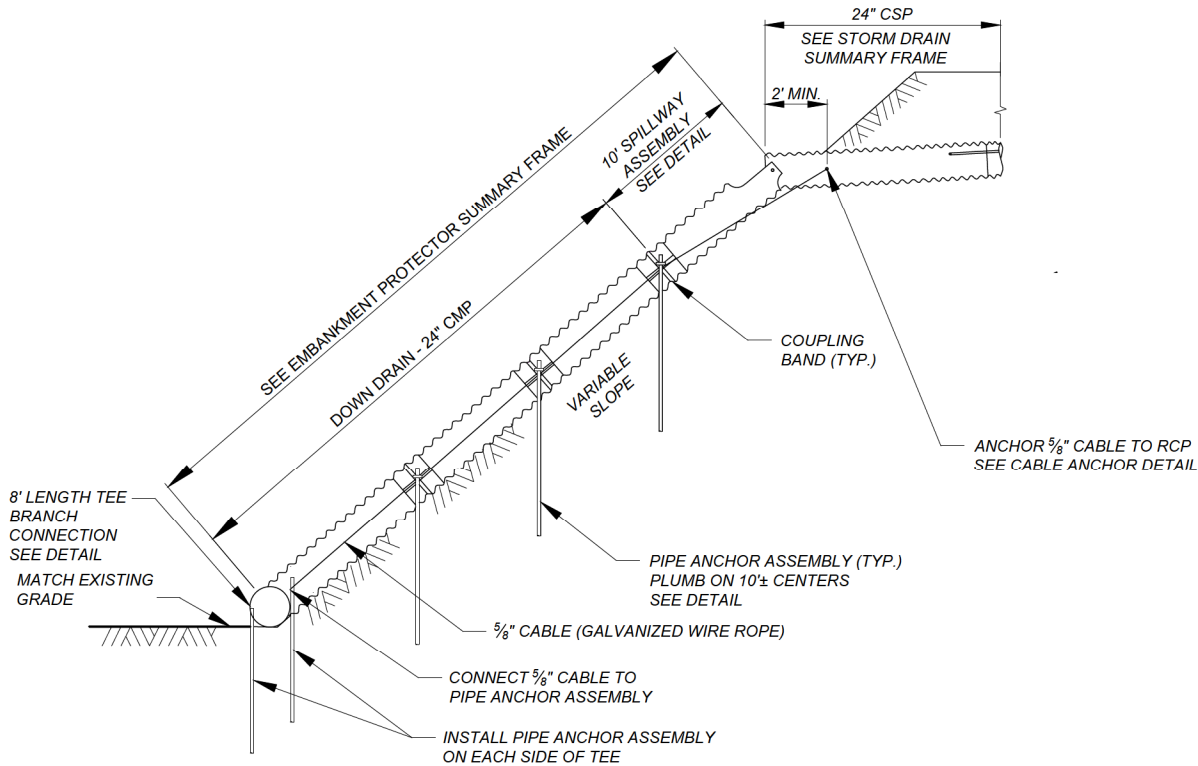 24" CSP
SEE STORM DRAIN
SUMMARY FRAME
2' MIN.
10' SPILLWAY
ASSEMBLY
SEE DETAIL
SEE EMBANKMENT PROTECTOR SUMMARY FRAME
DOWN DRAIN - 24" CMP
VARIABLE
SLOPE
COUPLING
BAND (TYP.)
ANCHOR 5/8" CABLE TO RCP
SEE CABLE ANCHOR DETAIL
8' LENGTH TEE
BRANCH
CONNECTION
SEE DETAIL
MATCH EXISTING
GRADE
PIPE ANCHOR ASSEMBLY (TYP.)
PLUMB ON 10'± CENTERS
SEE DETAIL
5/8" CABLE (GALVANIZED WIRE ROPE)
CONNECT 5/8" CABLE TO
PIPE ANCHOR ASSEMBLY
INSTALL PIPE ANCHOR ASSEMBLY
ON EACH SIDE OF TEE